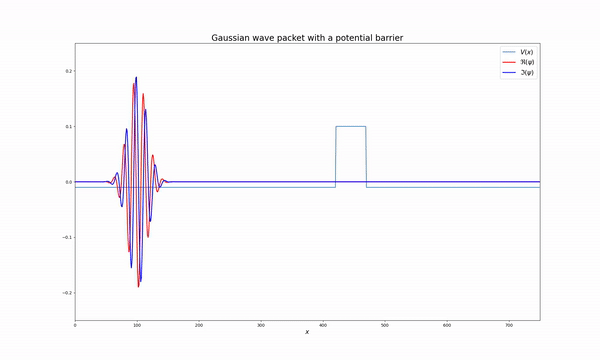 Gaussian wave packet with a potential barrier
V(x)
ℜ(ψ)
ℑ(ψ)
0.2
0.1
0.0
−0.1
−0.2
0 100 200 300 400 500 600 700
x